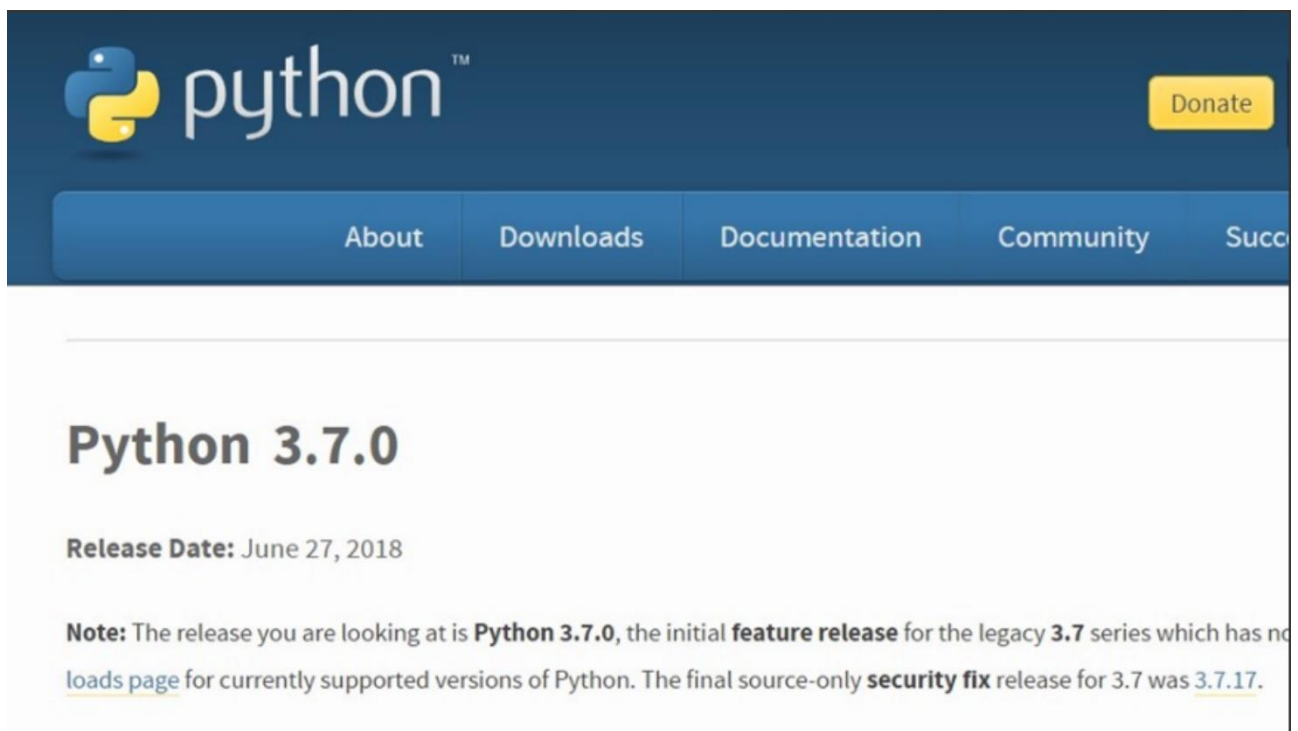 python™
Donate
About Downloads Documentation Community Succ
Python 3.7.0
Release Date: June 27, 2018
Note: The release you are looking at is Python 3.7.0, the initial feature release for the legacy 3.7 series which has no
loads page for currently supported versions of Python. The final source-only security fix release for 3.7 was 3.7.17.